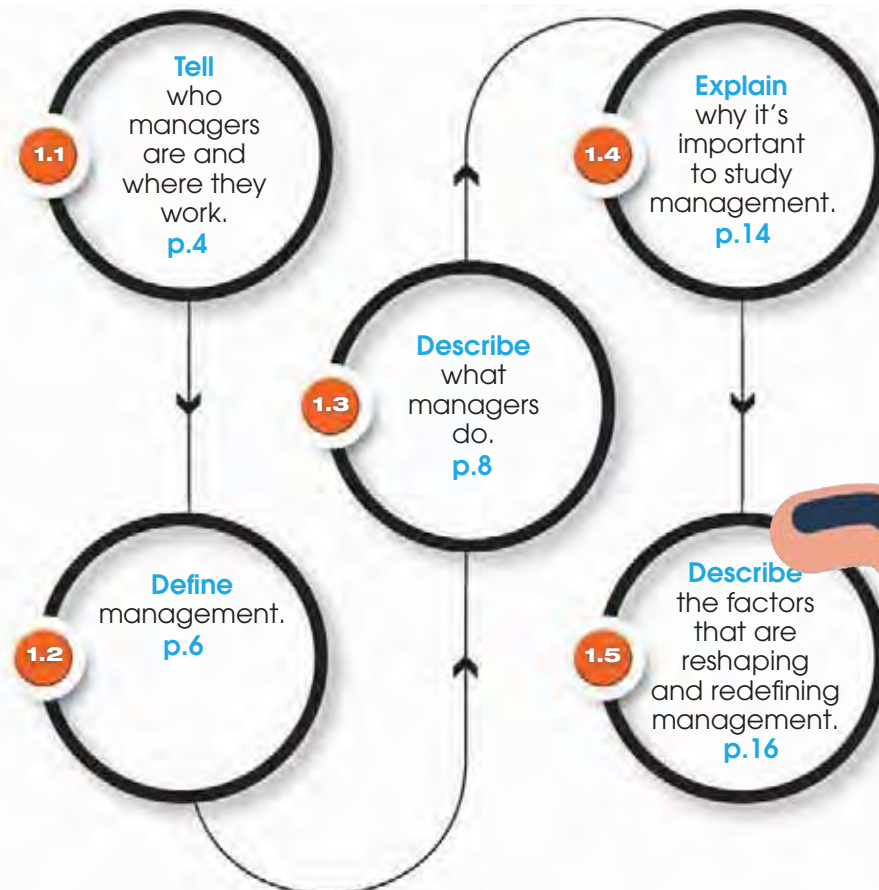 1.1
Tell
who
managers
are and
where they
work.
p.4
1.2
Define
management.
p.6
1.3
Describe
what
managers
do.
p.8
1.4
Explain
why it’s
important
to study
management.
p.14
1.5
Describe
the factors
that are
reshaping
and redefining
management.
p.16